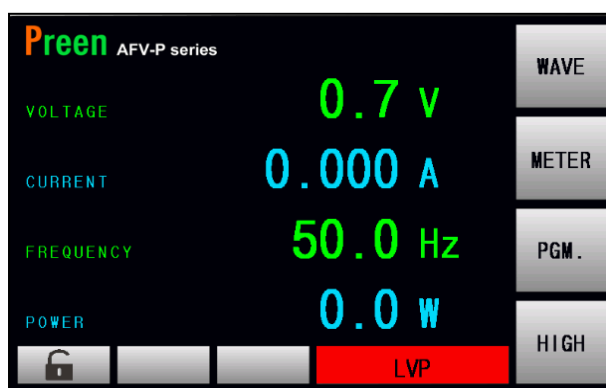 Preen AFV-P series
WAVE
VOLTAGE 0.7 V
METER
CURRENT 0.000 A
FREQUENCY 50.0 Hz
PGM.
POWER 0.0 W
HIGH
LVP